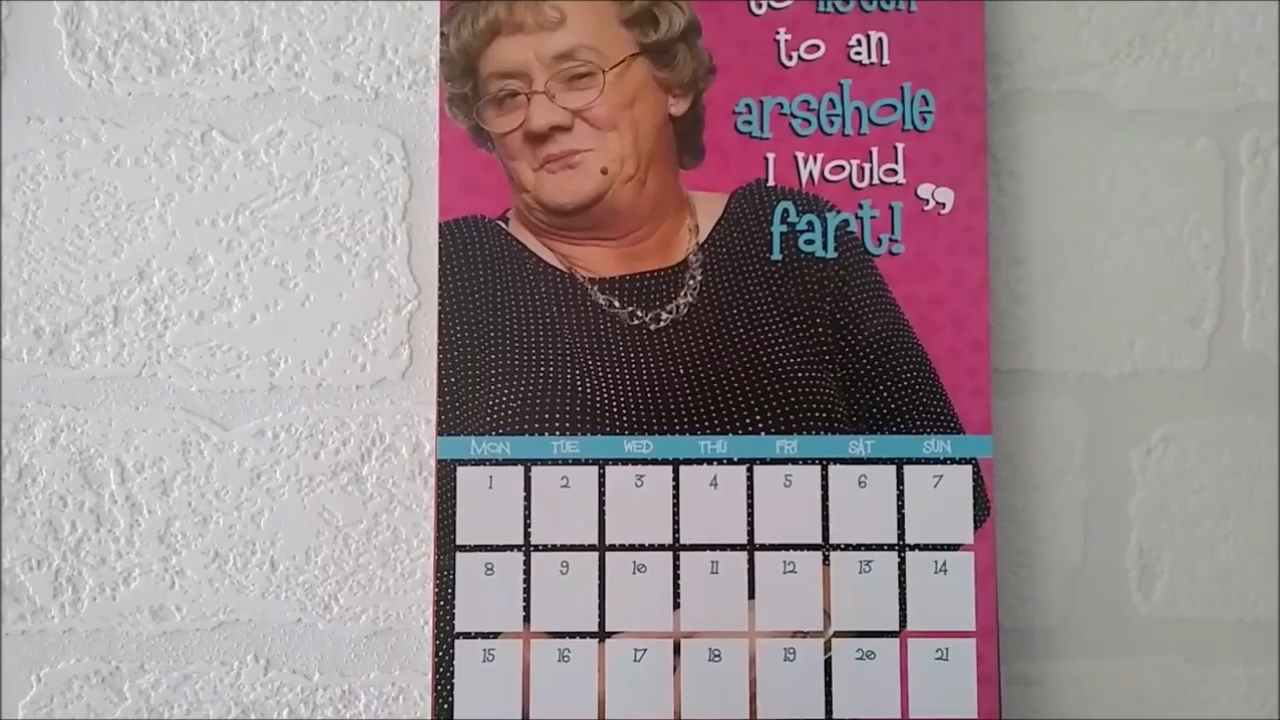 to an
arsehole
I would
fart! ”
MON TUE WED THU FRI SAT SUN
1 2 3 4 5 6 7
8 9 10 11 12 13 14
15 16 17 18 19 20 21